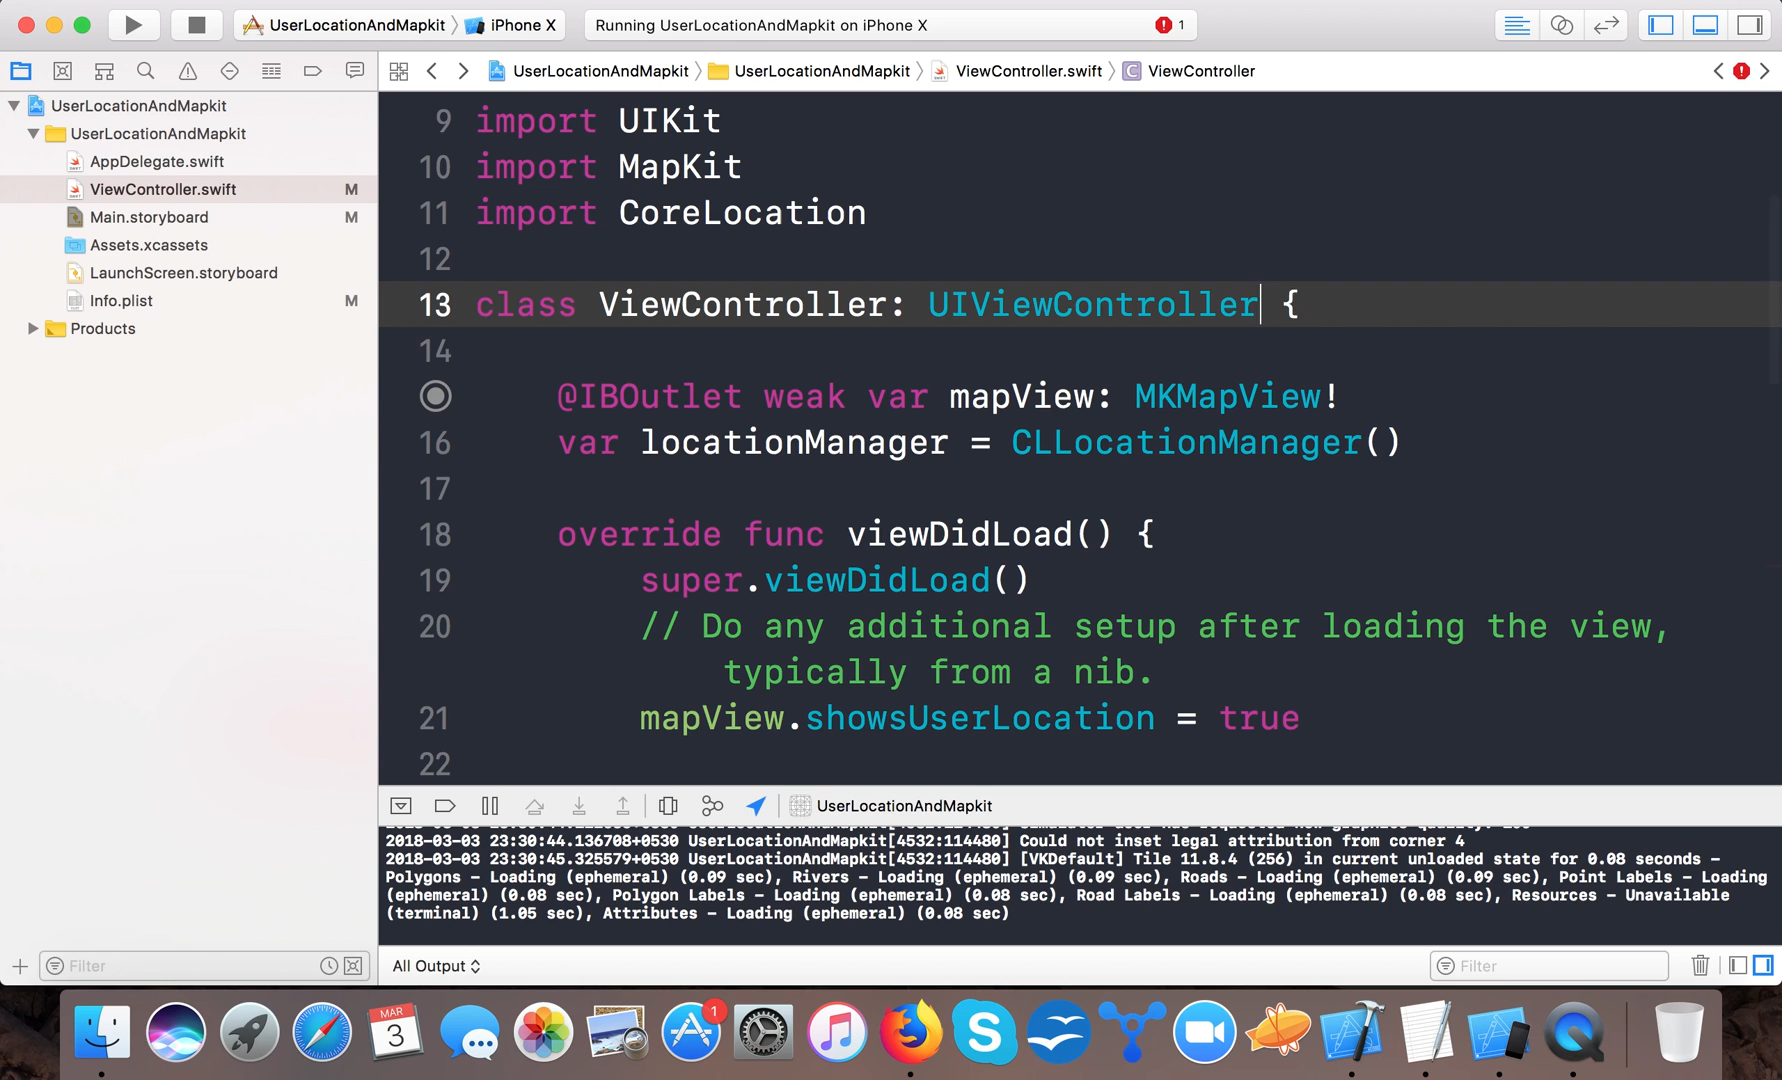 UserLocationAndMapkit
iPhone X
Running UserLocationAndMapkit on iPhone X
1
UserLocationAndMapkit
UserLocationAndMapkit
ViewController.swift
C
ViewController
UserLocationAndMapkit
UserLocationAndMapkit
AppDelegate.swift
ViewController.swift M
Main.storyboard M
Assets.xcassets
LaunchScreen.storyboard
Info.plist M
Products
9 import UIKit
10 import MapKit
11 import CoreLocation
12
13 class ViewController: UIViewController {
14
@IBOutlet weak var mapView: MKMapView!
16 var locationManager = CLLocationManager()
17
18 override func viewDidLoad() {
19 super.viewDidLoad()
20 // Do any additional setup after loading the view,
typically from a nib.
21 mapView.showsUserLocation = true
22
UserLocationAndMapkit
2018-03-03 23:30:44.136708+0530 UserLocationAndMapkit[4532:114480] Could not inset legal attribution from corner 4
2018-03-03 23:30:45.325579+0530 UserLocationAndMapkit[4532:114480] [VKDefault] Tile 11.8.4 (256) in current unloaded state for 0.08 seconds -
Polygons - Loading (ephemeral) (0.09 sec), Rivers - Loading (ephemeral) (0.09 sec), Roads - Loading (ephemeral) (0.09 sec), Point Labels - Loading
(ephemeral) (0.08 sec), Polygon Labels - Loading (ephemeral) (0.08 sec), Road Labels - Loading (ephemeral) (0.08 sec), Resources - Unavailable
(terminal) (1.05 sec), Attributes - Loading (ephemeral) (0.08 sec)
Filter
All Output
Filter
MAR
3
1